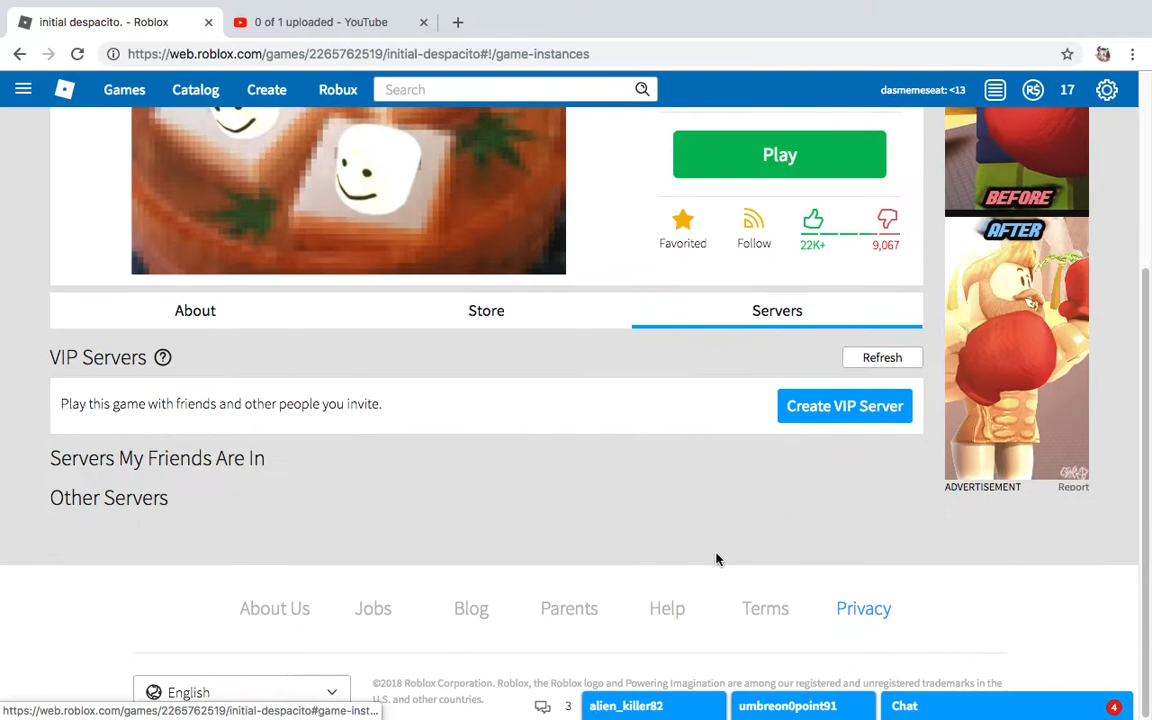 initial despacito. - Roblox
0 of 1 uploaded - YouTube
https://web.roblox.com/games/2265762519/initial-despacito#!/game-instances
Games Catalog Create Robux Search dasmemeseat: <13 R$ 17
BEFORE
Play
AFTER
Favorited Follow 22K+ 9,067
About Store Servers
VIP Servers ? Refresh
Play this game with friends and other people you invite. Create VIP Server
Servers My Friends Are In
ADVERTISEMENT Report
Other Servers
About Us Jobs Blog Parents Help Terms Privacy
©2018 Roblox Corporation. Roblox, the Roblox logo and Powering Imagination are among our registered and unregistered trademarks in the
U.S. and other countries.
English
https://web.roblox.com/games/2265762519/initial-despacito#game-inst...
3 alien_killer82 umbreon0point91 Chat 4